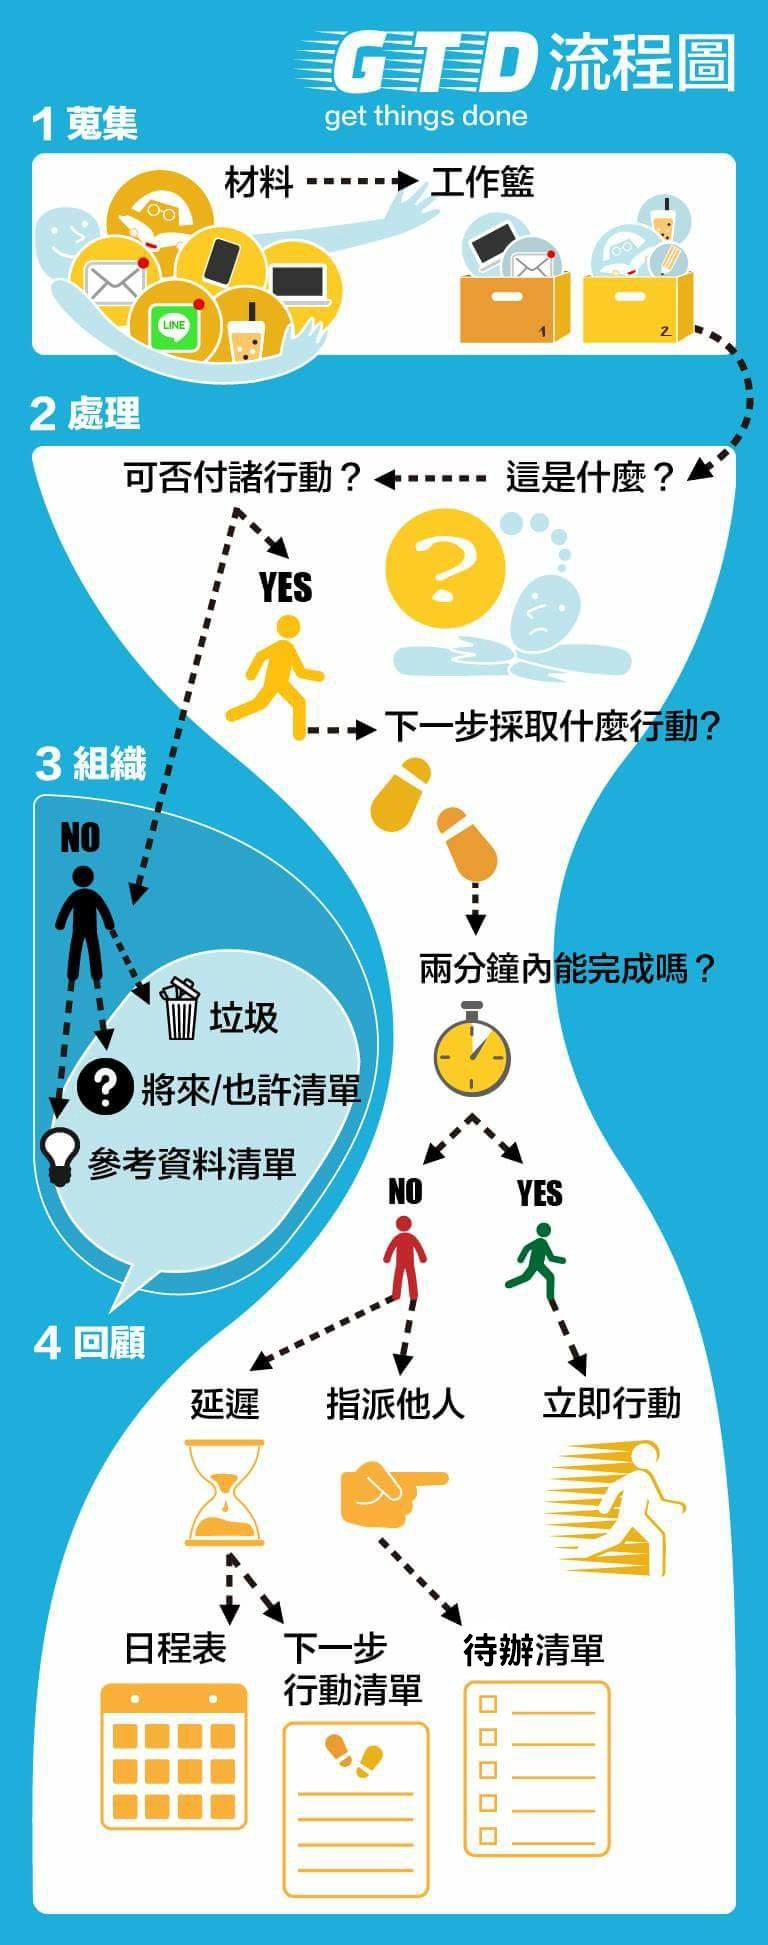 GTD 流程圖
get things done
1 蒐集
材料
工作籃
LINE
1
2
2 處理
可否付諸行動？
這是什麼？
?
YES
下一步採取什麼行動?
3 組織
NO
兩分鐘內能完成嗎？
垃圾
?
將來/也許清單
參考資料清單
NO
YES
4 回顧
延遲
指派他人
立即行動
日程表
下一步
行動清單
待辦清單